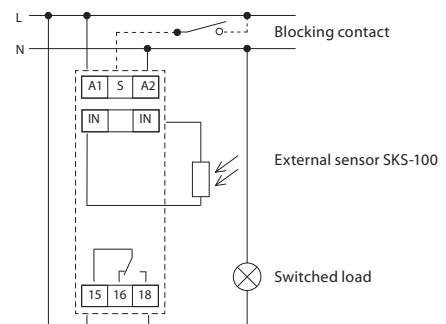 L
Blocking contact
N
A1 S A2
IN IN
External sensor SKS-100
Switched load
15 16 18